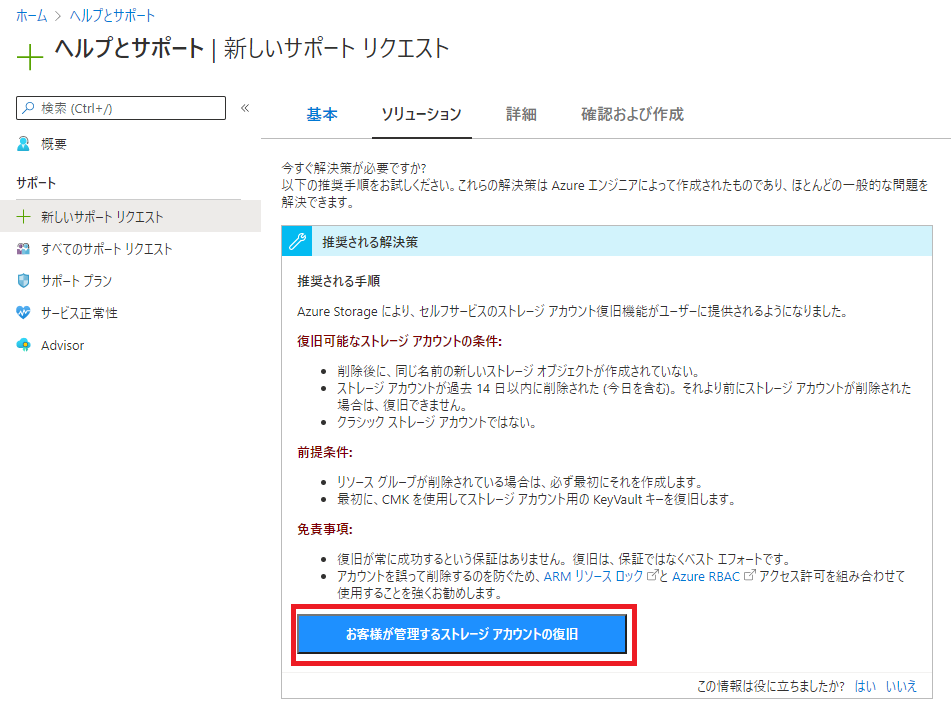 ホーム > ヘルプとサポート
ヘルプとサポート | 新しいサポート リクエスト
検索 (Ctrl+/)
«
概要
サポート
新しいサポート リクエスト
すべてのサポート リクエスト
サポート プラン
サービス正常性
Advisor
基本 ソリューション 詳細 確認および作成
今すぐ解決策が必要ですか?
以下の推奨手順をお試しください。これらの解決策は Azure エンジニアによって作成されたものであり、ほとんどの一般的な問題を
解決できます。
推奨される解決策
推奨される手順
Azure Storage により、セルフサービスのストレージ アカウント復旧機能がユーザーに提供されるようになりました。
復旧可能なストレージ アカウントの条件:
• 削除後に、同じ名前の新しいストレージ オブジェクトが作成されていない。
• ストレージ アカウントが過去 14 日以内に削除された (今日を含む)。それより前にストレージ アカウントが削除された
場合は、復旧できません。
• クラシック ストレージ アカウントではない。
前提条件:
• リソース グループが削除されている場合は、必ず最初にそれを作成します。
• 最初に、CMK を使用してストレージ アカウント用の KeyVault キーを復旧します。
免責事項:
• 復旧が常に成功するという保証はありません。復旧は、保証ではなくベスト エフォートです。
• アカウントを誤って削除するのを防ぐため、ARM リソース ロックと Azure RBAC アクセス許可を組み合わせて
使用することを強くお勧めします。
お客様が管理するストレージ アカウントの復旧
この情報は役に立ちましたか? はい いいえ